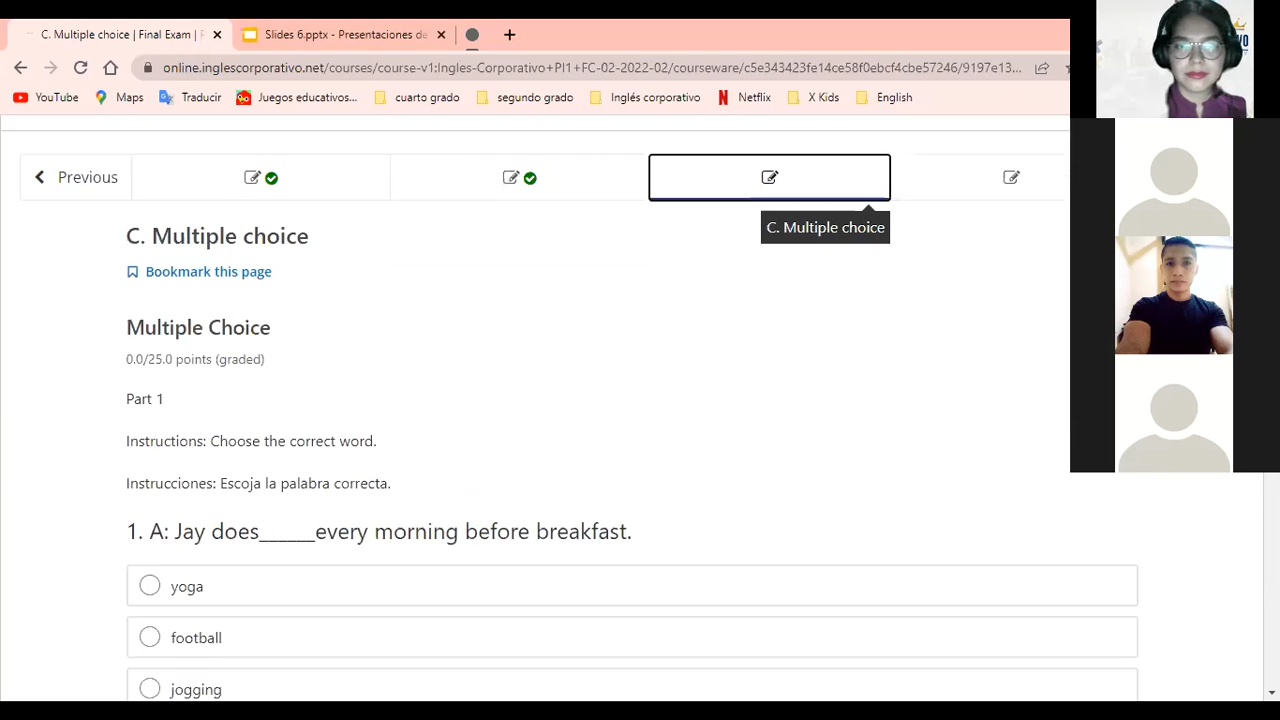 C. Multiple choice | Final Exam |
Slides 6.pptx - Presentaciones de
online.inglescorporativo.net/courses/course-v1:Ingles-Corporativo+PI1+FC-02-2022-02/courseware/c5e343423fe14ce58f0ebcf4cbe57246/9197e13...
YouTube Maps Traducir Juegos educativos... cuarto grado segundo grado Inglés corporativo Netflix X Kids English
Previous
C. Multiple choice
C. Multiple choice
Bookmark this page
Multiple Choice
0.0/25.0 points (graded)
Part 1
Instructions: Choose the correct word.
Instrucciones: Escoja la palabra correcta.
1. A: Jay does______every morning before breakfast.
yoga
football
jogging